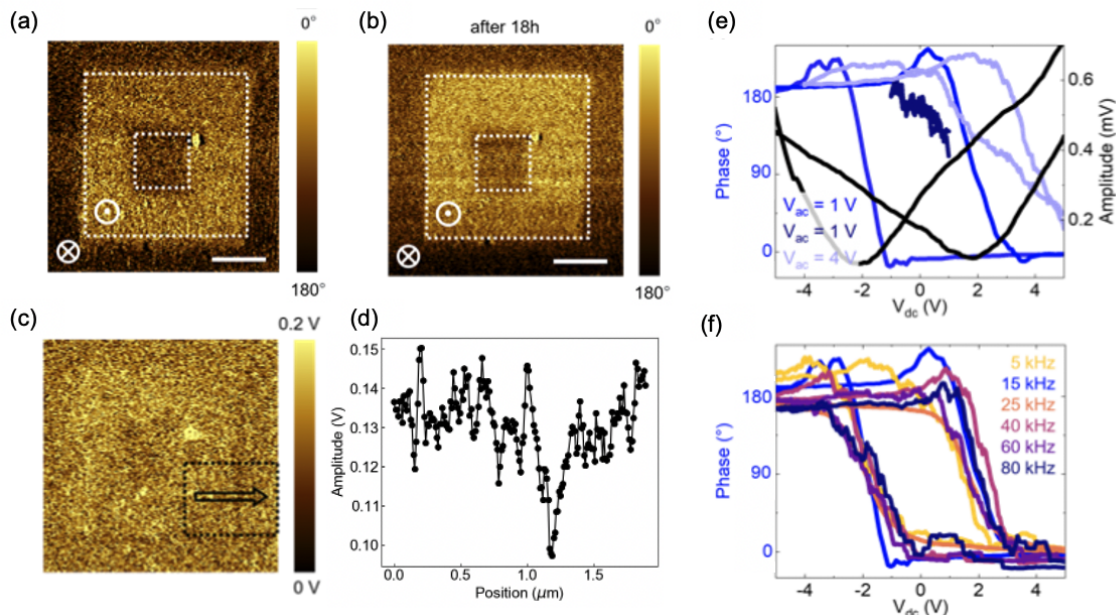 (a)
0°
180°
(b)
after 18h
0°
180°
(c)
0.2 V
0 V
(d)
0.15
0.14
0.13
0.12
0.11
0.10
Amplitude (V)
0.0
0.5
1.0
1.5
Position (μm)
(e)
180
90
0
Phase (°)
V_ac = 1 V
V_ac = 1 V
V_ac = 4 V
0.6
0.4
0.2
Amplitude (mV)
-4
-2
0
2
4
V_dc (V)
(f)
180
90
0
Phase (°)
5 kHz
15 kHz
25 kHz
40 kHz
60 kHz
80 kHz
-4
-2
0
2
4
V_dc (V)